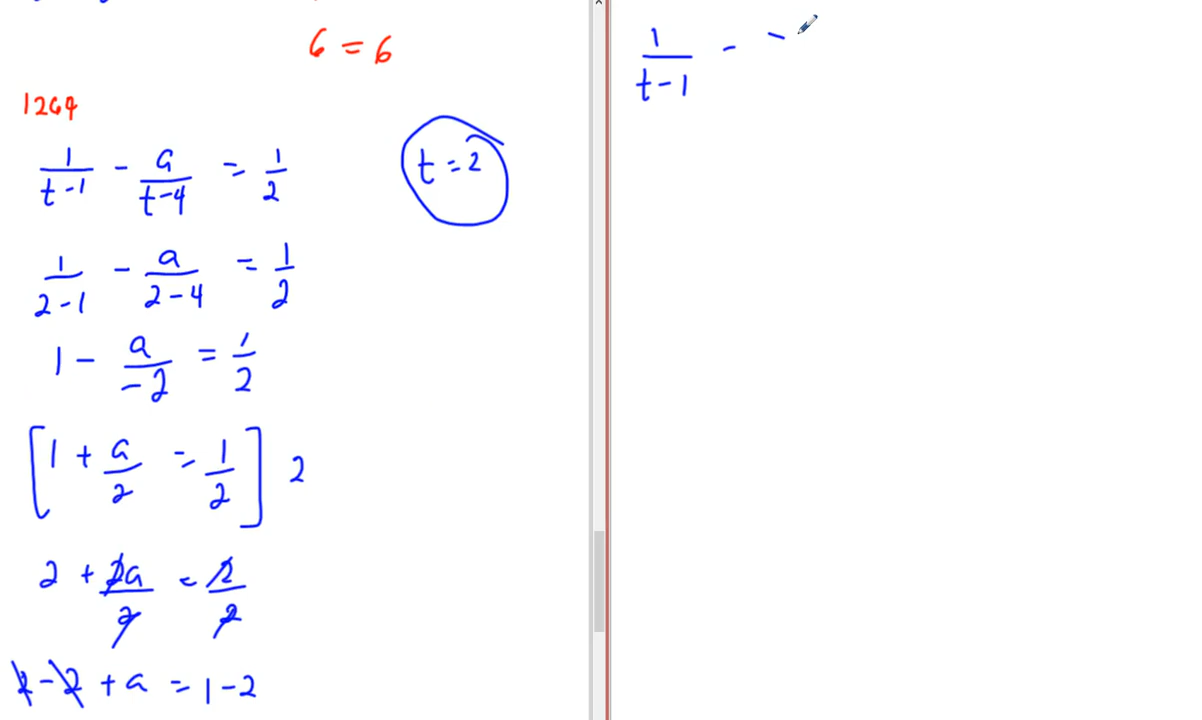 6 = 6
1264
1/(t-1) - a/(t-4) = 1/2
t = 2
1/(2-1) - a/(2-4) = 1/2
1 - a/-2 = 1/2
[1 + a/2 = 1/2] 2
2 + 2a/2 = 2/2
2 - 2 + a = 1 - 2
1/(t-1) - -